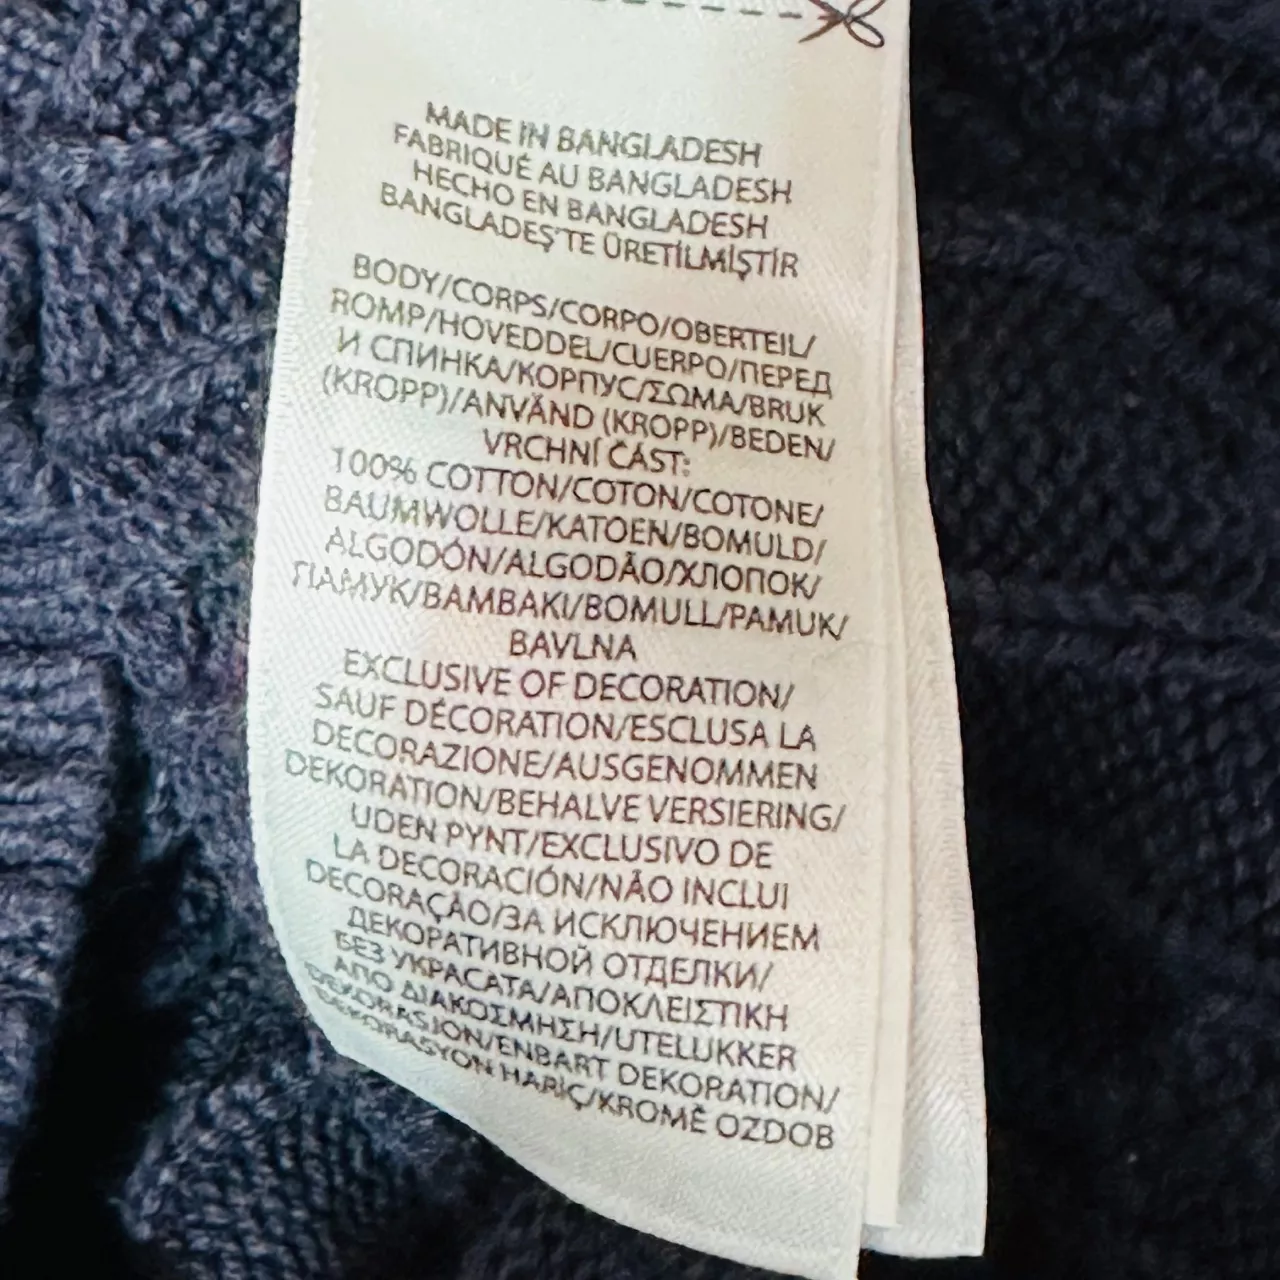 MADE IN BANGLADESH
FABRIQUÉ AU BANGLADESH
HECHO EN BANGLADESH
BANGLADEŞ'TE ÜRETİLMİŞTİR
BODY/CORPS/CORPO/OBERTEIL/
ROMP/HOVEDDEL/CUERPO/ПЕРЕД
И СПИНКА/КОРПУС/ΣΩΜΑ/BRUK
(KROPP)/ANVÄND (KROPP)/BEDEN/
VRCHNÍ ČÁST:
100% COTTON/COTON/COTONE/
BAUMWOLLE/KATOEN/BOMULD/
ALGODÓN/ALGODÃO/ХЛОПОК/
ПАМУК/ΒΑΜΒΑΚΙ/BOMULL/PAMUK/
BAVLNA
EXCLUSIVE OF DECORATION/
SAUF DÉCORATION/ESCLUSA LA
DECORAZIONE/AUSGENOMMEN
DEKORATION/BEHALVE VERSIERING/
UDEN PYNT/EXCLUSIVO DE
LA DECORACIÓN/NÃO INCLUI
DECORAÇÃO/ЗА ИСКЛЮЧЕНИЕМ
ДЕКОРАТИВНОЙ ОТДЕЛКИ/
БЕЗ УКРАСАТА/ΑΠΟΚΛΕΙΣΤΙΚΗ
ΑΠΟ ΔΙΑΚΟΣΜΗΣΗ/UTELUKKER
DEKORASJON/ENBART DEKORATION/
DEKORASYON HARİÇ/KROMĚ OZDOB